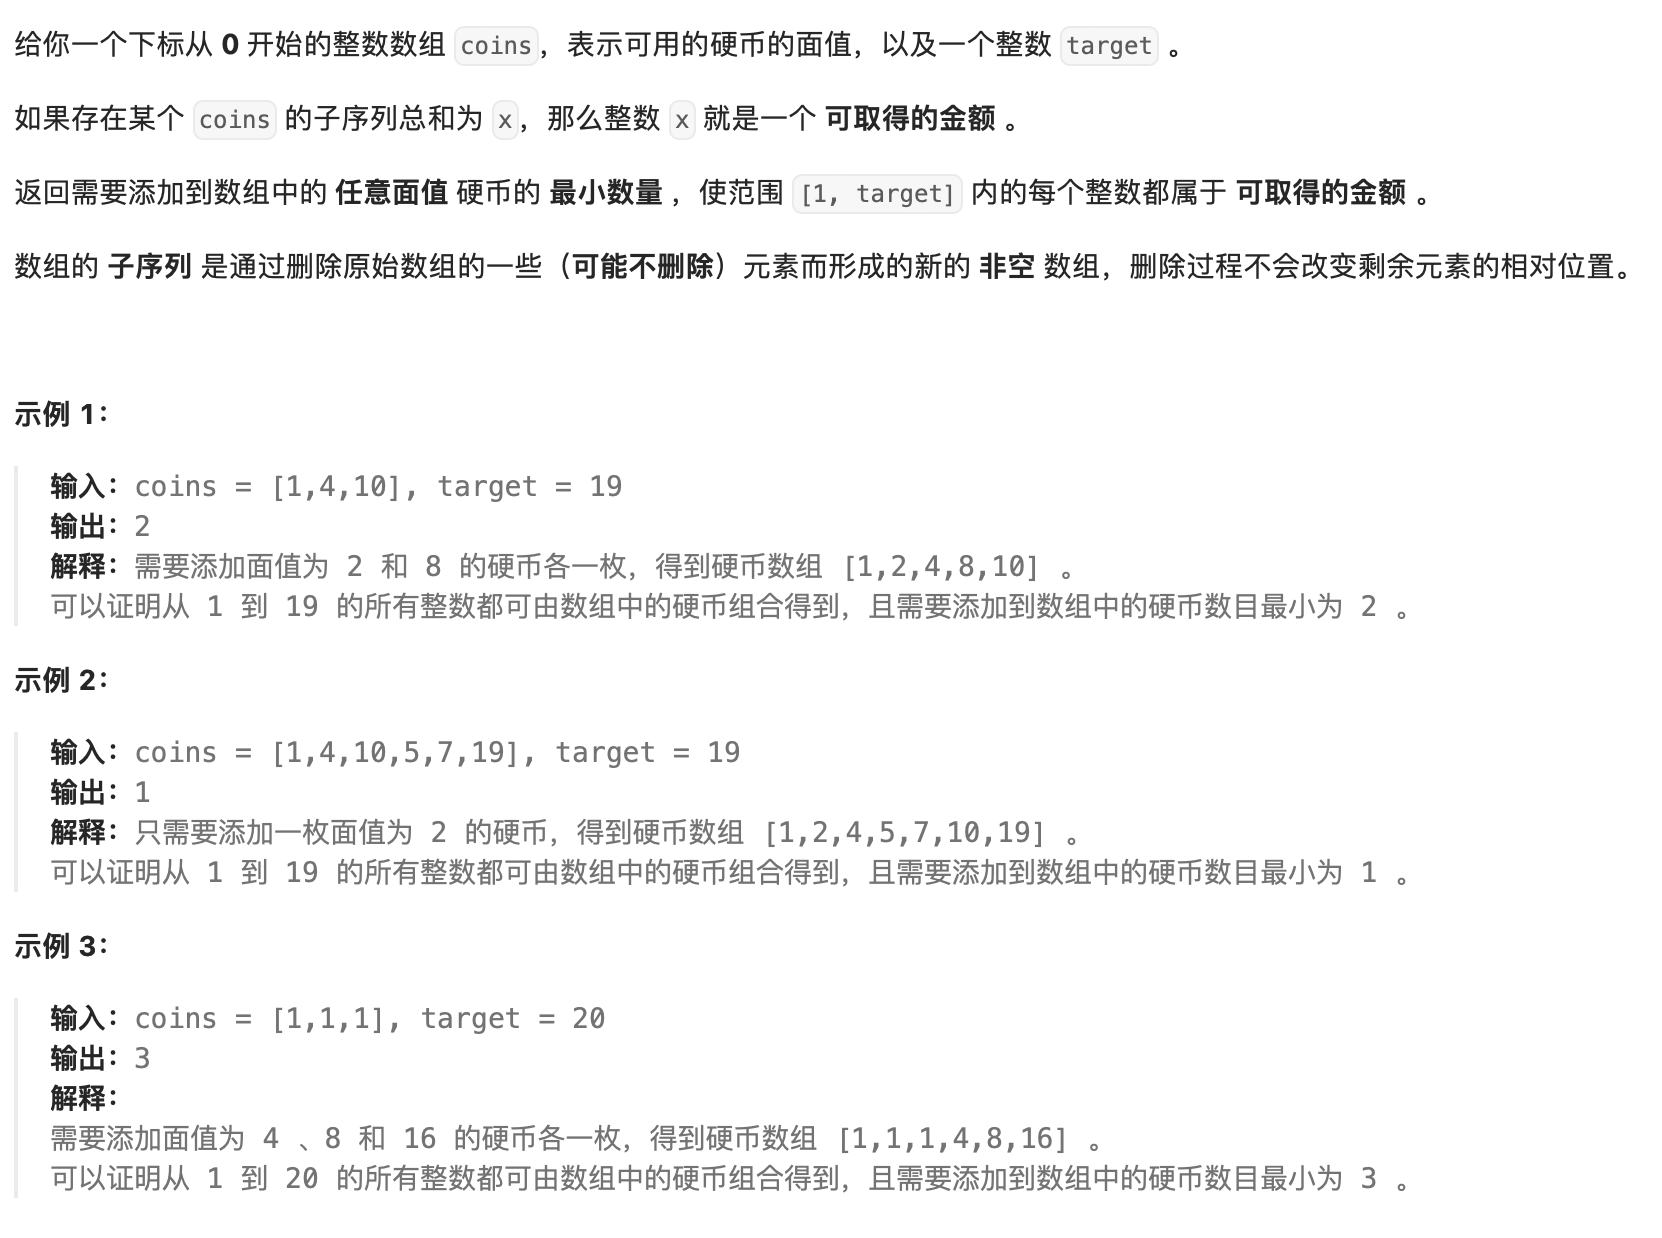 给你一个下标从 0 开始的整数数组 coins，表示可用的硬币的面值，以及一个整数 target 。
如果存在某个 coins 的子序列总和为 x，那么整数 x 就是一个 可取得的金额 。
返回需要添加到数组中的 任意面值 硬币的 最小数量 ，使范围 [1, target] 内的每个整数都属于 可取得的金额 。
数组的 子序列 是通过删除原始数组的一些（可能不删除）元素而形成的新的 非空 数组，删除过程不会改变剩余元素的相对位置。
示例 1：
输入：coins = [1,4,10], target = 19
输出：2
解释：需要添加面值为 2 和 8 的硬币各一枚，得到硬币数组 [1,2,4,8,10] 。
可以证明从 1 到 19 的所有整数都可由数组中的硬币组合得到，且需要添加到数组中的硬币数目最小为 2 。
示例 2：
输入：coins = [1,4,10,5,7,19], target = 19
输出：1
解释：只需要添加一枚面值为 2 的硬币，得到硬币数组 [1,2,4,5,7,10,19] 。
可以证明从 1 到 19 的所有整数都可由数组中的硬币组合得到，且需要添加到数组中的硬币数目最小为 1 。
示例 3：
输入：coins = [1,1,1], target = 20
输出：3
解释：
需要添加面值为 4 、8 和 16 的硬币各一枚，得到硬币数组 [1,1,1,4,8,16] 。
可以证明从 1 到 20 的所有整数都可由数组中的硬币组合得到，且需要添加到数组中的硬币数目最小为 3 。